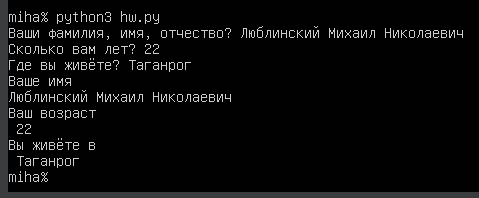 miha% python3 hw.py
Ваши фамилия, имя, отчество? Люблинский Михаил Николаевич
Сколько вам лет? 22
Где вы живёте? Таганрог
Ваше имя
Люблинский Михаил Николаевич
Ваш возраст
 22
Вы живёте в
 Таганрог
miha%